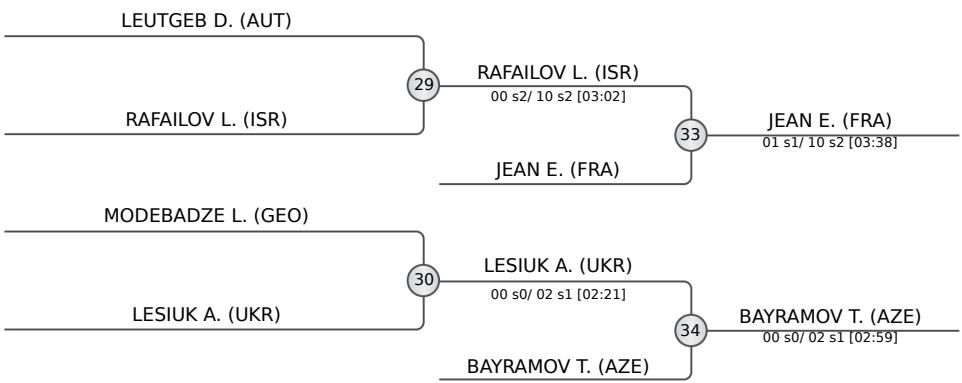 LEUTGEB D. (AUT)
29
RAFAILOV L. (ISR)
RAFAILOV L. (ISR)
00 s2/ 10 s2 [03:02]
33
JEAN E. (FRA)
JEAN E. (FRA)
01 s1/ 10 s2 [03:38]
MODEBADZE L. (GEO)
30
LESIUK A. (UKR)
LESIUK A. (UKR)
00 s0/ 02 s1 [02:21]
34
BAYRAMOV T. (AZE)
BAYRAMOV T. (AZE)
00 s0/ 02 s1 [02:59]